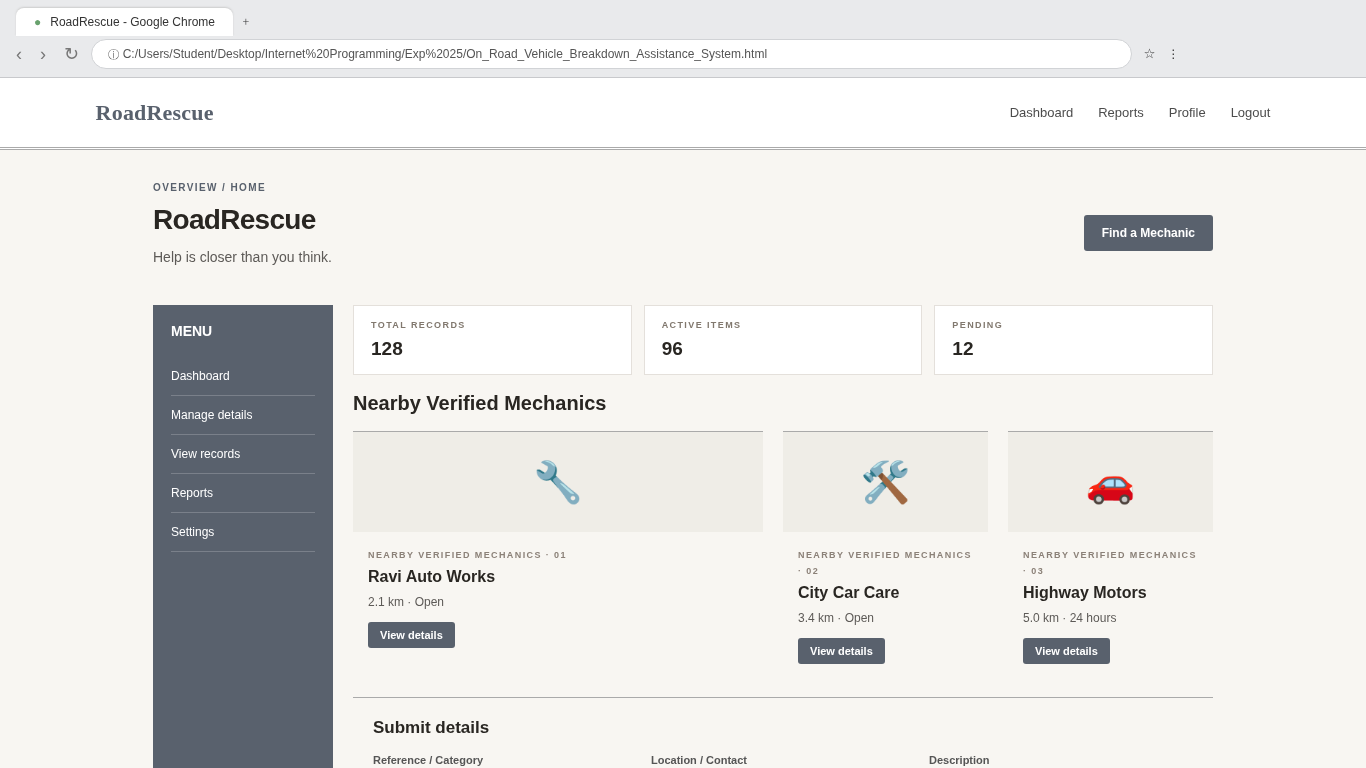 RoadRescue - Google Chrome
+
C:/Users/Student/Desktop/Internet%20Programming/Exp%2025/On_Road_Vehicle_Breakdown_Assistance_System.html
RoadRescue
Dashboard Reports Profile Logout
OVERVIEW / HOME
RoadRescue
Help is closer than you think.
Find a Mechanic
MENU
Dashboard
Manage details
View records
Reports
Settings
TOTAL RECORDS
128
ACTIVE ITEMS
96
PENDING
12
Nearby Verified Mechanics
NEARBY VERIFIED MECHANICS · 01
Ravi Auto Works
2.1 km · Open
View details
NEARBY VERIFIED MECHANICS
· 02
City Car Care
3.4 km · Open
View details
NEARBY VERIFIED MECHANICS
· 03
Highway Motors
5.0 km · 24 hours
View details
Submit details
Reference / Category
Location / Contact
Description